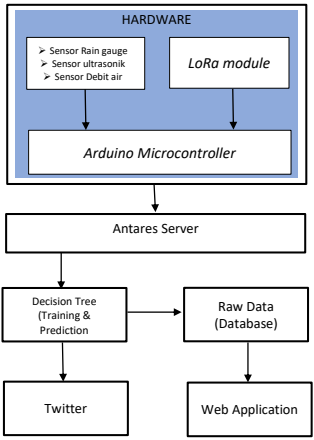 HARDWARE
➢ Sensor Rain gauge
➢ Sensor ultrasonik
➢ Sensor Debit air
LoRa module
Arduino Microcontroller
Antares Server
Decision Tree
(Training &
Prediction
Raw Data
(Database)
Twitter
Web Application